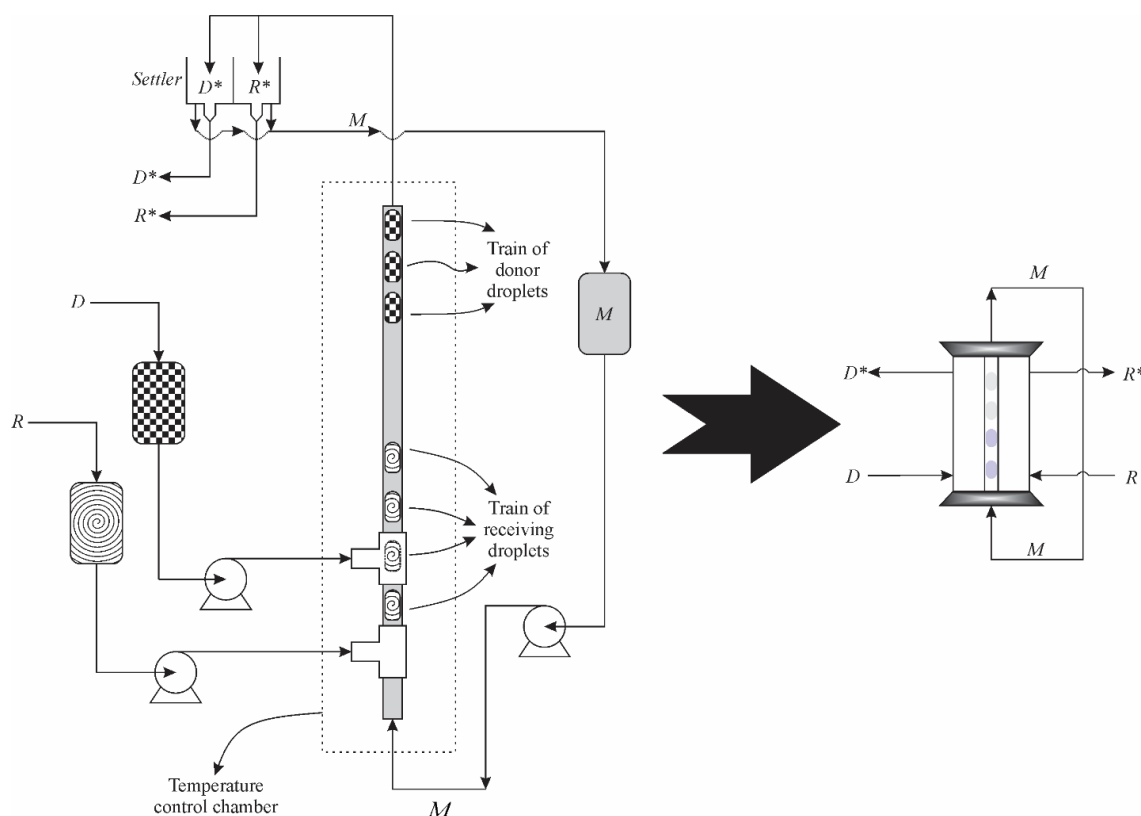 Settler
D*
R*
M
D*
R*
Train of
donor
droplets
D
M
R
Train of
receiving
droplets
Temperature
control chamber
M
M
D*
R*
D
R
M